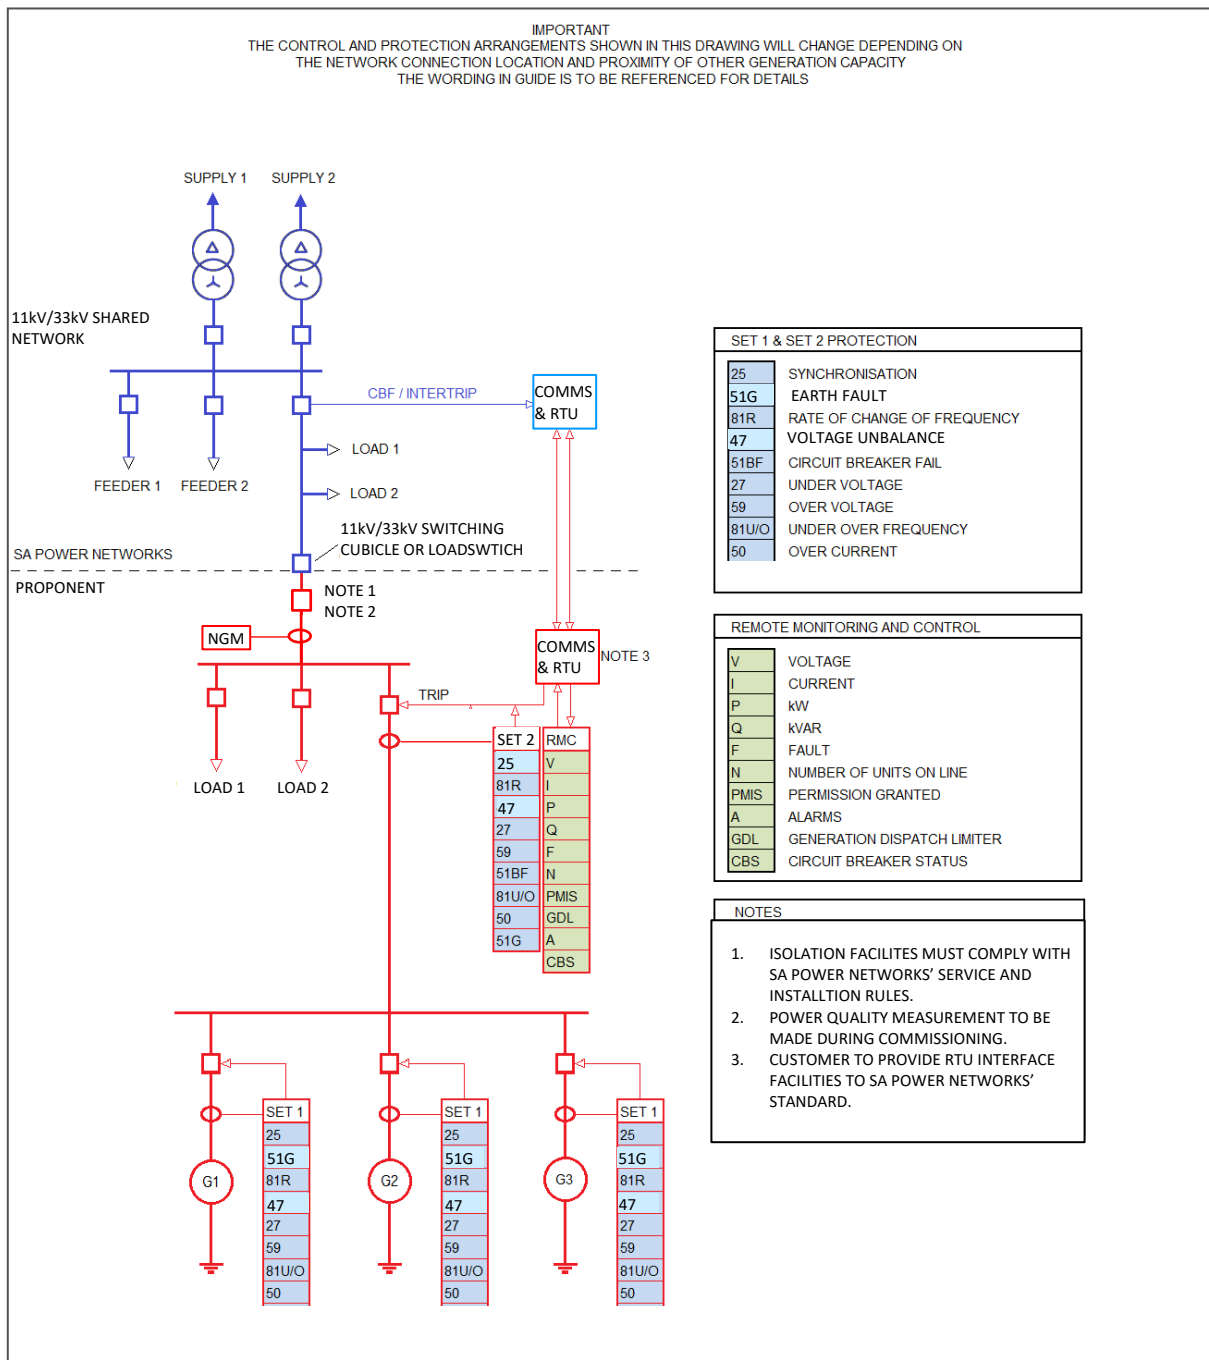 IMPORTANT
THE CONTROL AND PROTECTION ARRANGEMENTS SHOWN IN THIS DRAWING WILL CHANGE DEPENDING ON
THE NETWORK CONNECTION LOCATION AND PROXIMITY OF OTHER GENERATION CAPACITY
THE WORDING IN GUIDE IS TO BE REFERENCED FOR DETAILS
SUPPLY 1
SUPPLY 2
11kV/33kV SHARED
NETWORK
CBF / INTERTRIP
COMMS
& RTU
LOAD 1
LOAD 2
FEEDER 1
FEEDER 2
11kV/33kV SWITCHING
CUBICLE OR LOADSWTICH
SA POWER NETWORKS
PROPONENT
NOTE 1
NOTE 2
NGM
COMMS
& RTU
NOTE 3
TRIP
LOAD 1
LOAD 2
SET 2
25
81R
47
27
59
51BF
81U/O
50
51G
RMC
V
I
P
Q
F
N
PMIS
GDL
A
CBS
G1
SET 1
25
51G
81R
47
27
59
81U/O
50
G2
SET 1
25
51G
81R
47
27
59
81U/O
50
G3
SET 1
25
51G
81R
47
27
59
81U/O
50
SET 1 & SET 2 PROTECTION
25 SYNCHRONISATION
51G EARTH FAULT
81R RATE OF CHANGE OF FREQUENCY
47 VOLTAGE UNBALANCE
51BF CIRCUIT BREAKER FAIL
27 UNDER VOLTAGE
59 OVER VOLTAGE
81U/O UNDER OVER FREQUENCY
50 OVER CURRENT
REMOTE MONITORING AND CONTROL
V VOLTAGE
I CURRENT
P kW
Q kVAR
F FAULT
N NUMBER OF UNITS ON LINE
PMIS PERMISSION GRANTED
A ALARMS
GDL GENERATION DISPATCH LIMITER
CBS CIRCUIT BREAKER STATUS
NOTES
1. ISOLATION FACILITES MUST COMPLY WITH
SA POWER NETWORKS' SERVICE AND
INSTALLTION RULES.
2. POWER QUALITY MEASUREMENT TO BE
MADE DURING COMMISSIONING.
3. CUSTOMER TO PROVIDE RTU INTERFACE
FACILITIES TO SA POWER NETWORKS'
STANDARD.